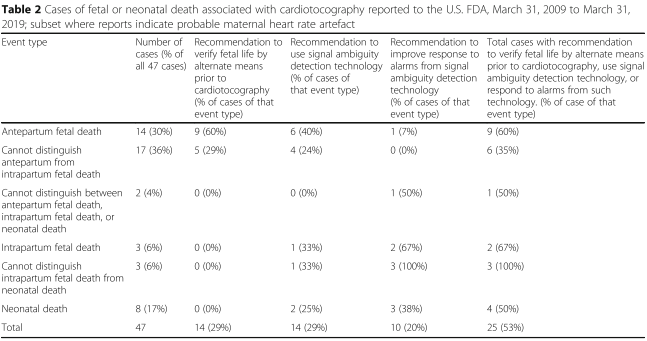 Table 2 Cases of fetal or neonatal death associated with cardiotocography reported to the U.S. FDA, March 31, 2009 to March 31,
2019; subset where reports indicate probable maternal heart rate artefact
Event type
Number of
cases (% of
all 47 cases)
Recommendation to
verify fetal life by
alternate means
prior to
cardiotocography
(% of cases of that
event type)
Recommendation to
use signal ambiguity
detection technology
(% of cases of
that event type)
Recommendation to
improve response to
alarms from signal
ambiguity detection
technology
(% of cases of that
event type)
Total cases with recommendation
to verify fetal life by alternate means
prior to cardiotocography, use signal
ambiguity detection technology, or
respond to alarms from such
technology. (% of case of that
event type)
Antepartum fetal death 14 (30%) 9 (60%) 6 (40%) 1 (7%) 9 (60%)
Cannot distinguish 17 (36%) 5 (29%) 4 (24%) 0 (0%) 6 (35%)
antepartum from
intrapartum fetal death
Cannot distinguish between 2 (4%) 0 (0%) 0 (0%) 1 (50%) 1 (50%)
antepartum fetal death,
intrapartum fetal death, or
neonatal death
Intrapartum fetal death 3 (6%) 0 (0%) 1 (33%) 2 (67%) 2 (67%)
Cannot distinguish 3 (6%) 0 (0%) 1 (33%) 3 (100%) 3 (100%)
intrapartum fetal death from
neonatal death
Neonatal death 8 (17%) 0 (0%) 2 (25%) 3 (38%) 4 (50%)
Total 47 14 (29%) 14 (29%) 10 (20%) 25 (53%)